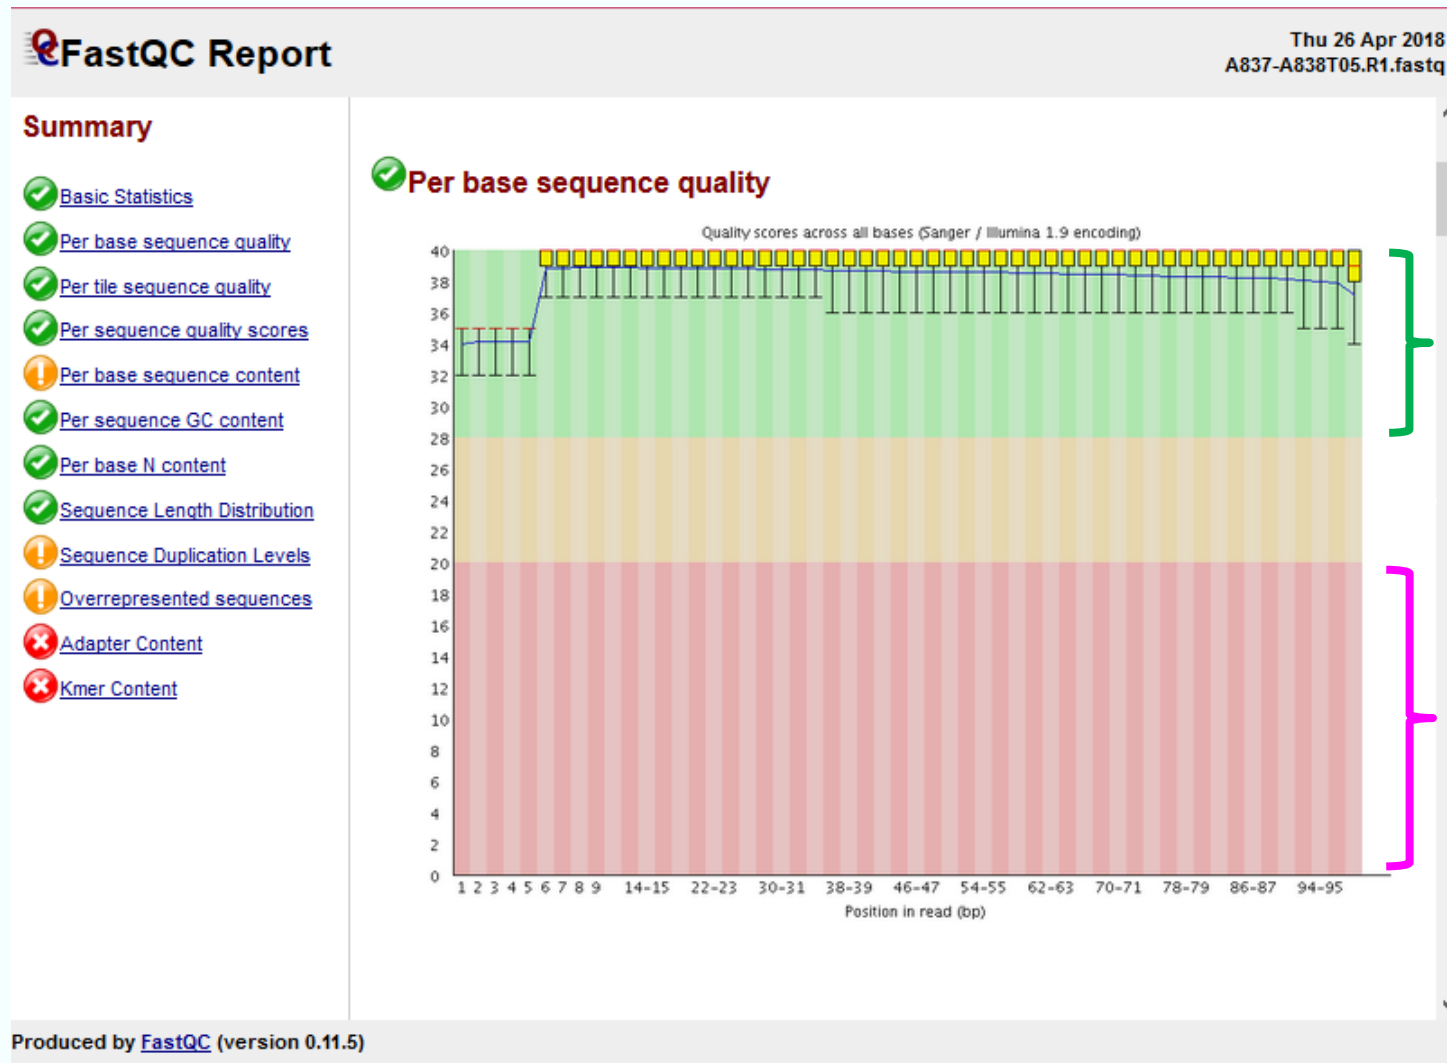 FastQC Report
Thu 26 Apr 2018
A837-A838T05.R1.fastq
Summary
Basic Statistics
Per base sequence quality
Per tile sequence quality
Per sequence quality scores
Per base sequence content
Per sequence GC content
Per base N content
Sequence Length Distribution
Sequence Duplication Levels
Overrepresented sequences
Adapter Content
Kmer Content
Per base sequence quality
Quality scores across all bases (Sanger / Illumina 1.9 encoding)
40
38
36
34
32
30
28
26
24
22
20
18
16
14
12
10
8
6
4
2
0
1 2 3 4 5 6 7 8 9 14-15 22-23 30-31 38-39 46-47 54-55 62-63 70-71 78-79 86-87 94-95
Position in read (bp)
Produced by FastQC (version 0.11.5)